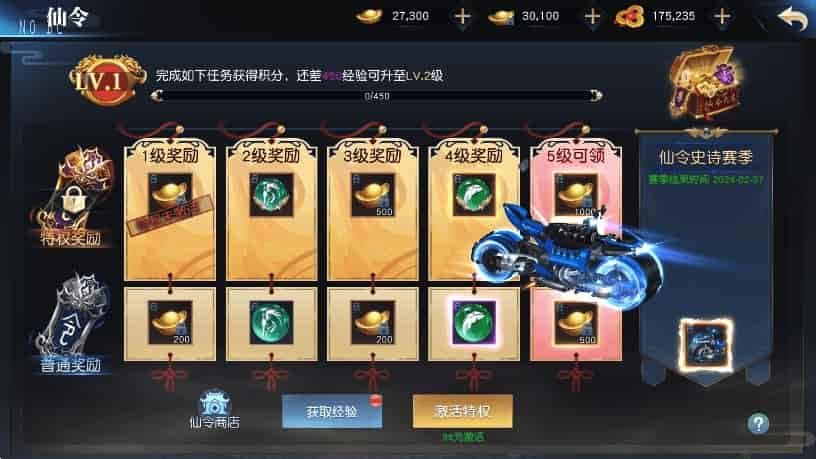 仙令
27,300
30,100
175,235
LV.1
完成如下任务获得积分，还差450经验可升至LV.2级
0/450
1级奖励
2级奖励
3级奖励
4级奖励
5级可领
仙令史诗赛季
赛季结束时间 2024-02-07
500
1000
特权奖励
200
200
500
普通奖励
仙令商店
获取经验
激活特权
98元激活
?